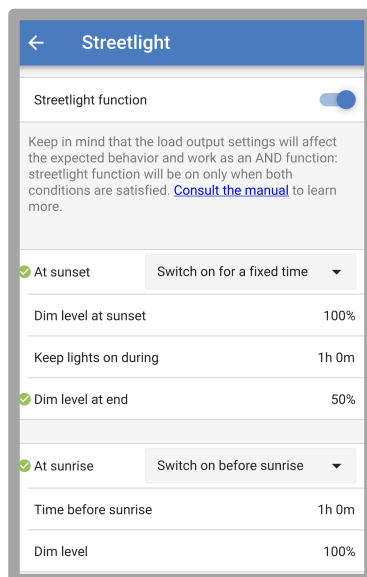 Streetlight
Streetlight function
Keep in mind that the load output settings will affect
the expected behavior and work as an AND function:
streetlight function will be on only when both
conditions are satisfied. Consult the manual to learn
more.
At sunset Switch on for a fixed time
Dim level at sunset 100%
Keep lights on during 1h 0m
Dim level at end 50%
At sunrise Switch on before sunrise
Time before sunrise 1h 0m
Dim level 100%